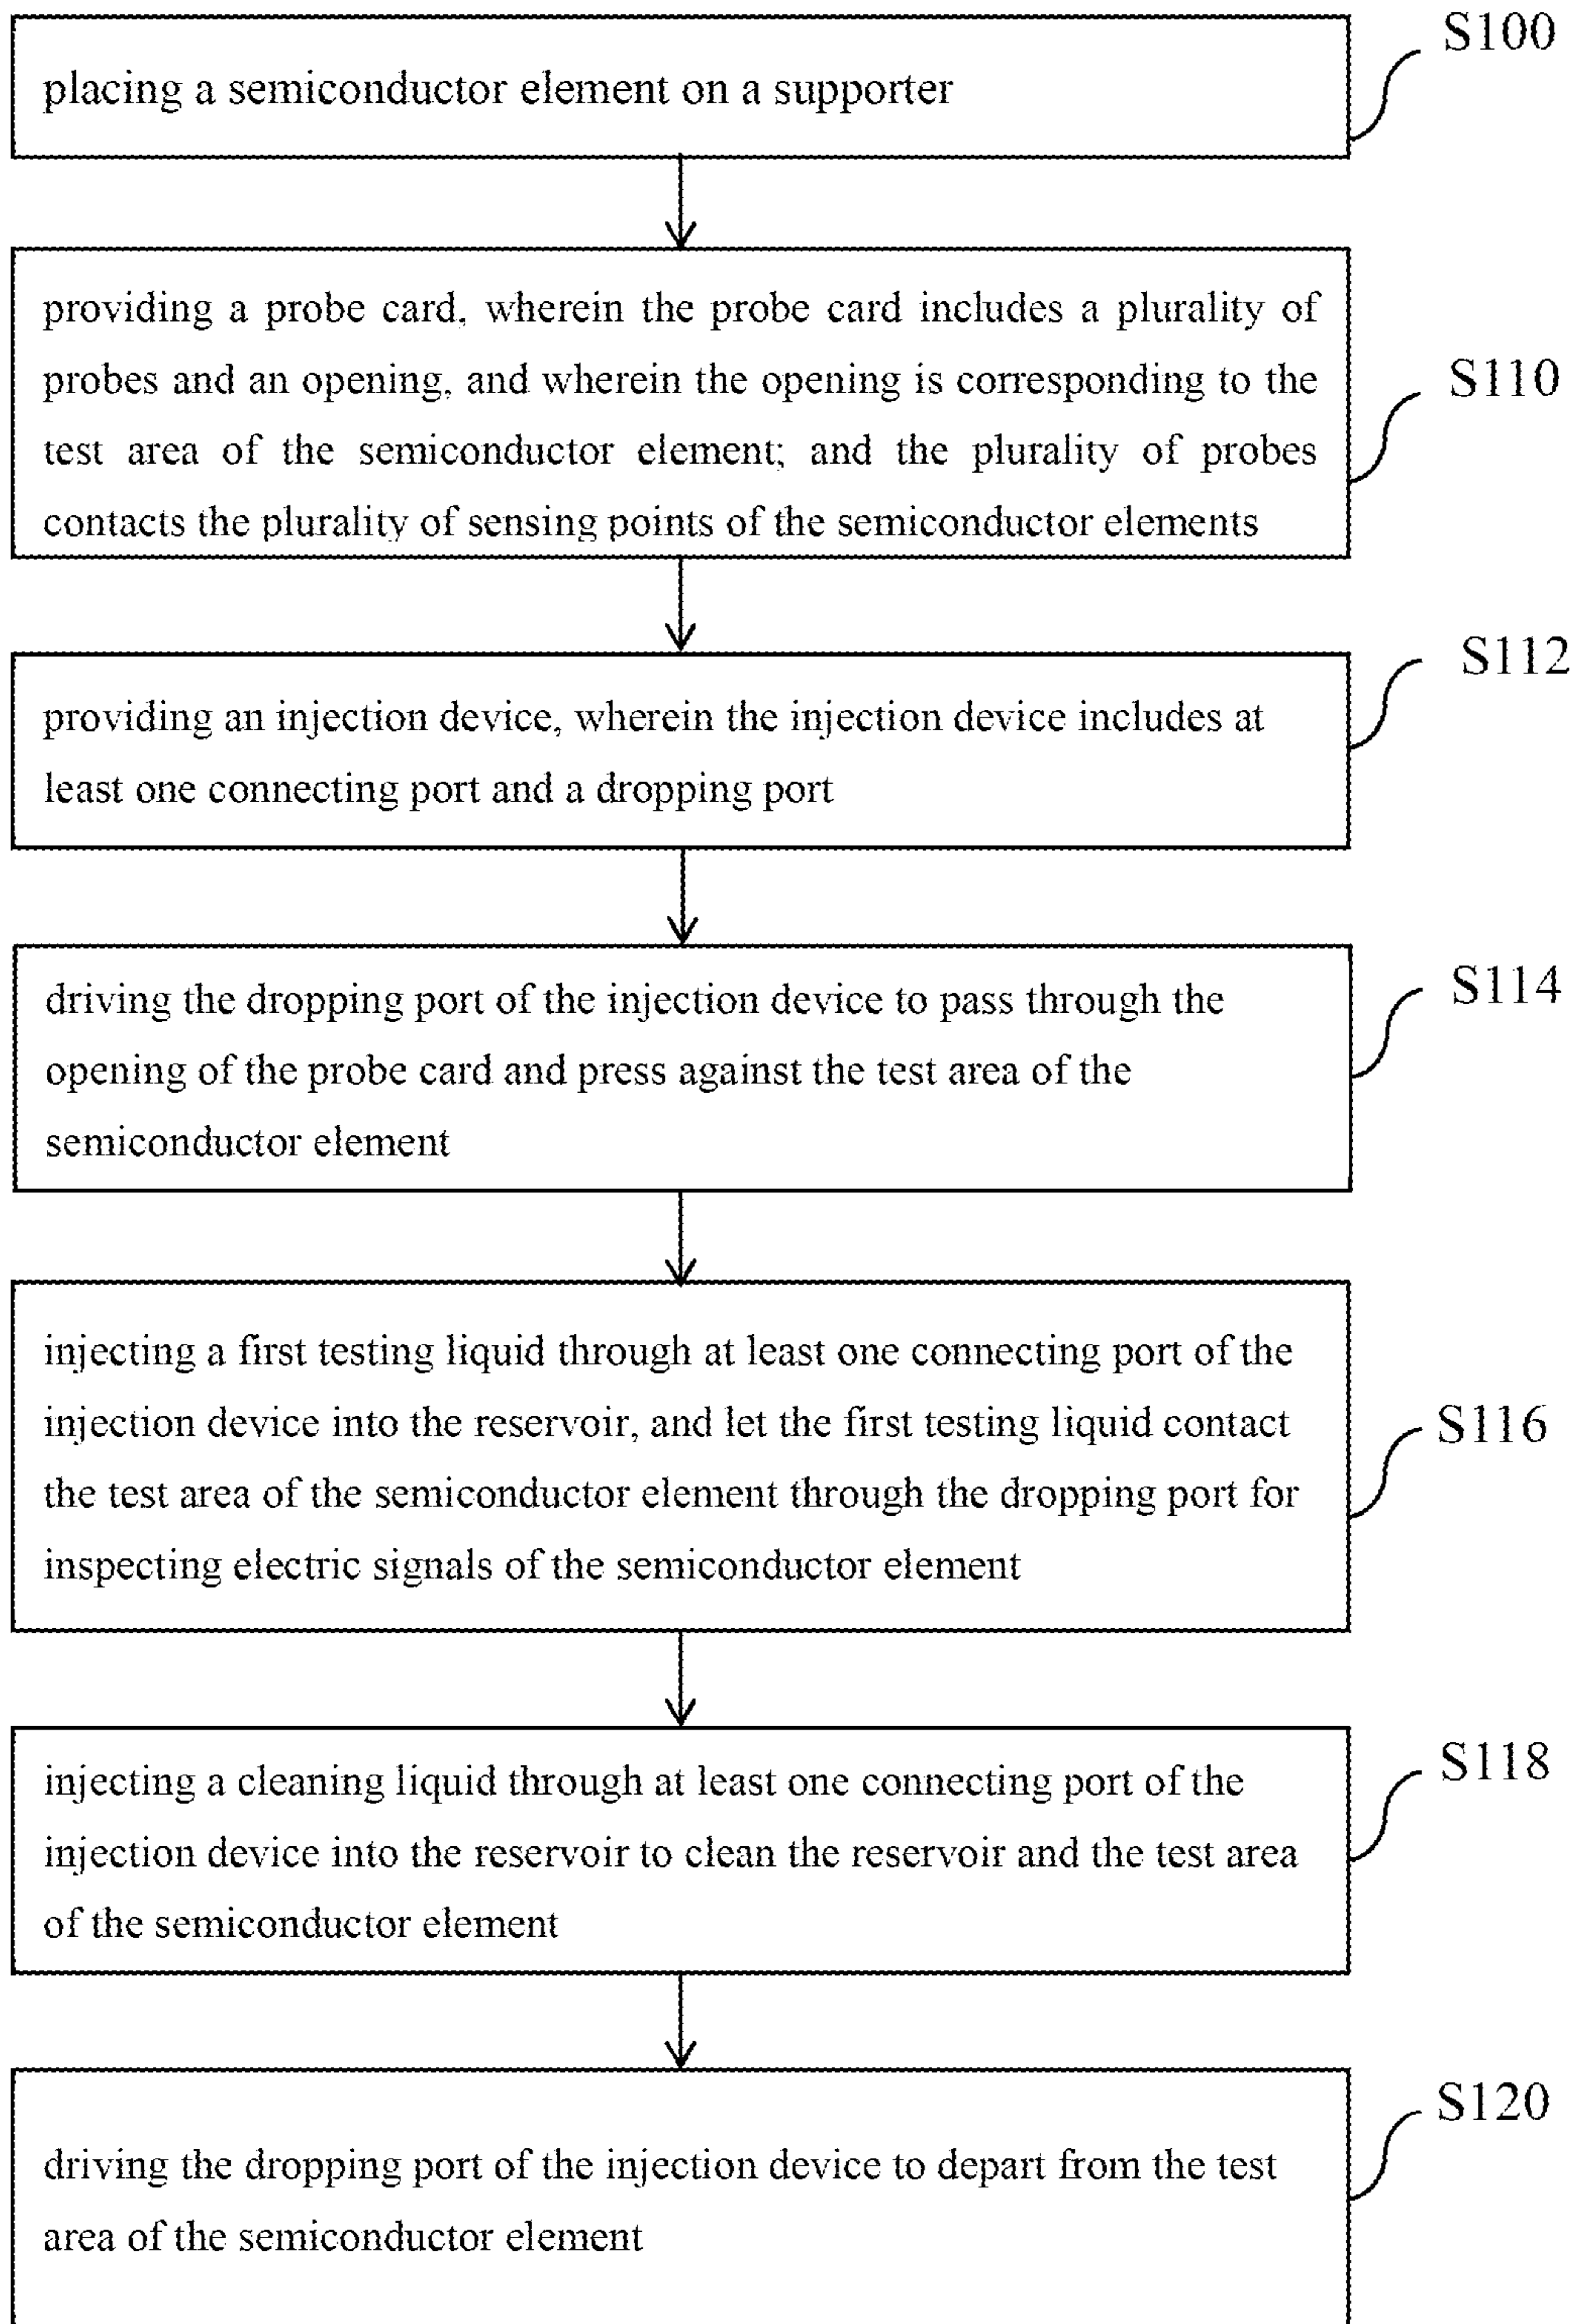 S100
placing a semiconductor element on a supporter
providing a probe card, wherein the probe card includes a plurality of
probes and an opening, and wherein the opening is corresponding to the
S110
test area of the semiconductor element; and the plurality of probes
contacts the plurality of sensing points of the semiconductor elements
S112
providing an injection device, wherein the injection device includes at
least one connecting port and a dropping port
S114
driving the dropping port of the injection device to pass through the
opening of the probe card and press against the test area of the
semiconductor element
injecting a first testing liquid through at least one connecting port of the
injection device into the reservoir, and let the first testing liquid contact
S116
the test area of the semiconductor element through the dropping port for
inspecting electric signals of the semiconductor element
S118
injecting a cleaning liquid through at least one connecting port of the
injection device into the reservoir to clean the reservoir and the test area
of the semiconductor element
S120
driving the dropping port of the injection device to depart from the test
area of the semiconductor element